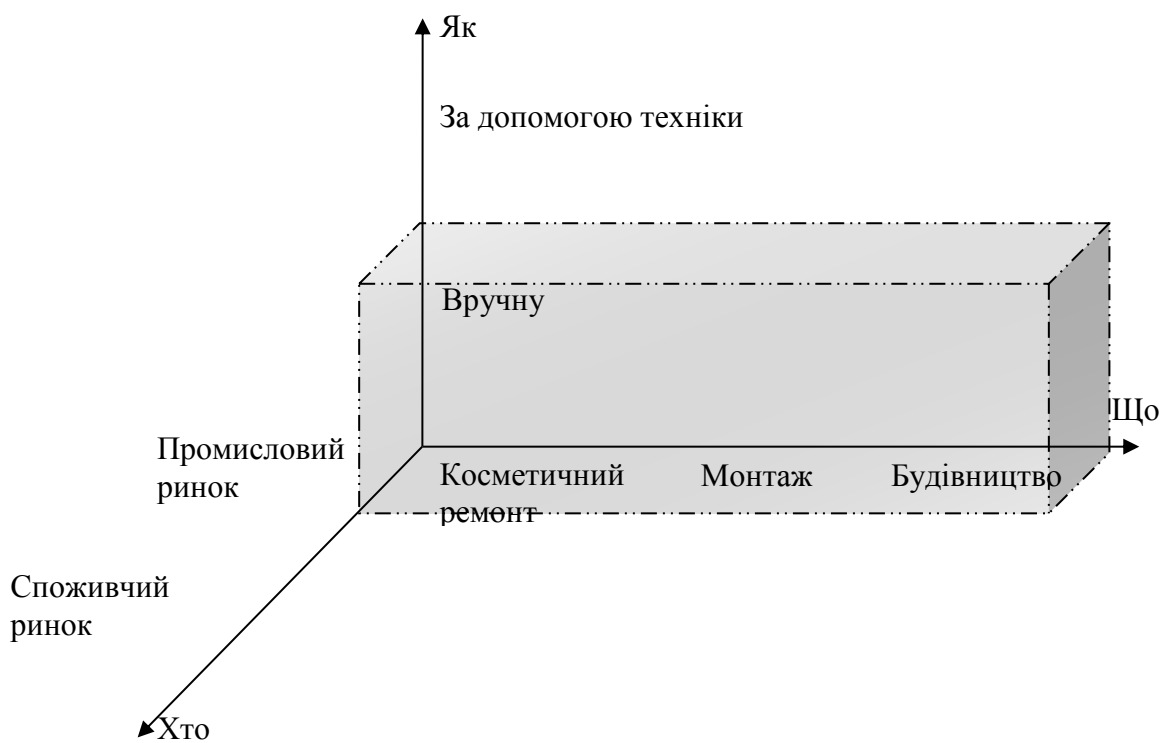 Як
За допомогою техніки
Вручну
Що
Промисловий
ринок
Косметичний
ремонт
Монтаж
Будівництво
Споживчий
ринок
Хто